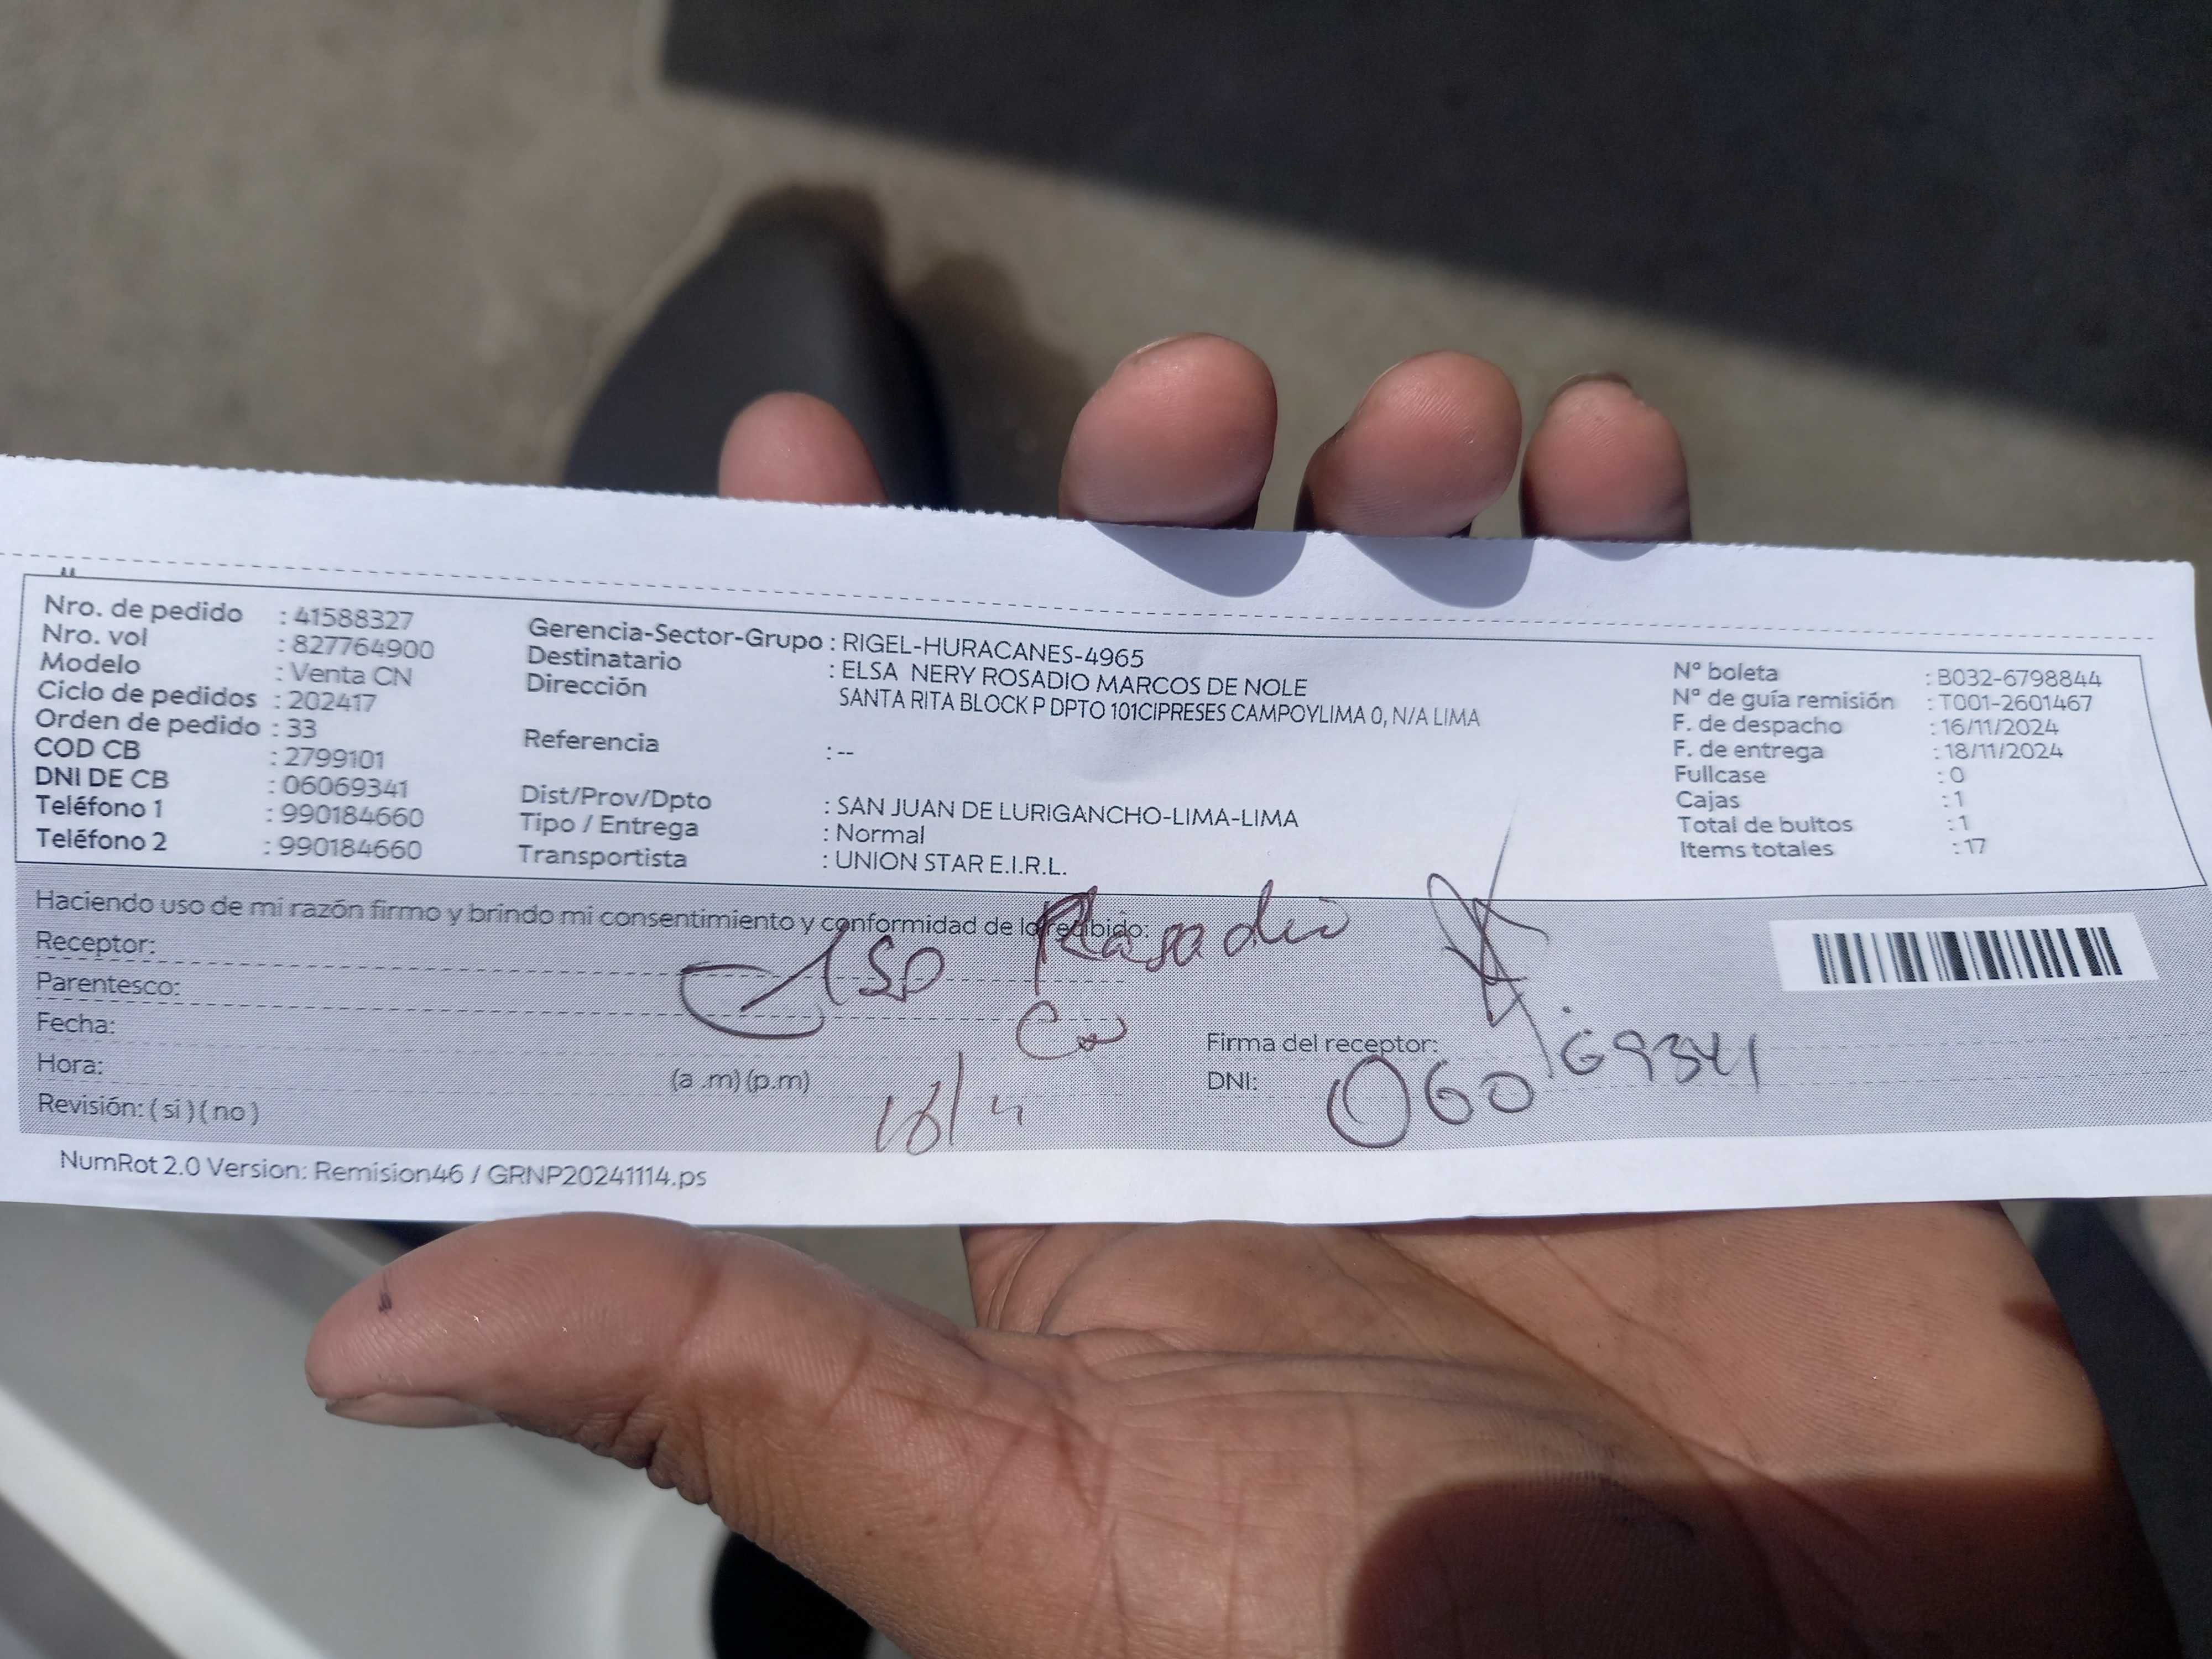 Nro. de pedido : 41588327
Nro. vol : 827764900
Modelo : Venta CN
Ciclo de pedidos : 202417
Orden de pedido : 33
COD CB : 2799101
DNI DE CB : 06069341
Teléfono 1 : 990184660
Teléfono 2 : 990184660
Gerencia-Sector-Grupo : RIGEL-HURACANES-4965
Destinatario : ELSA NERY ROSADIO MARCOS DE NOLE
Dirección
SANTA RITA BLOCK P DPTO 101CIPRESES CAMPOYLIMA 0, N/A LIMA
Referencia : --
Dist/Prov/Dpto : SAN JUAN DE LURIGANCHO-LIMA-LIMA
Tipo / Entrega : Normal
Transportista : UNION STAR E.I.R.L.
Nº boleta : B032-6798844
Nº de guía remisión : T001-2601467
F. de despacho : 16/11/2024
F. de entrega : 18/11/2024
Fullcase : 0
Cajas : 1
Total de bultos : 1
Items totales : 17
Haciendo uso de mi razón firmo y brindo mi consentimiento y conformidad de lo recibido:
Receptor: Rosadio
Parentesco:
Fecha:
Hora: (a .m) (p.m)
Revisión: ( si ) ( no )
Firma del receptor:
DNI: 06069341
NumRot 2.0 Version: Remision46 / GRNP20241114.ps